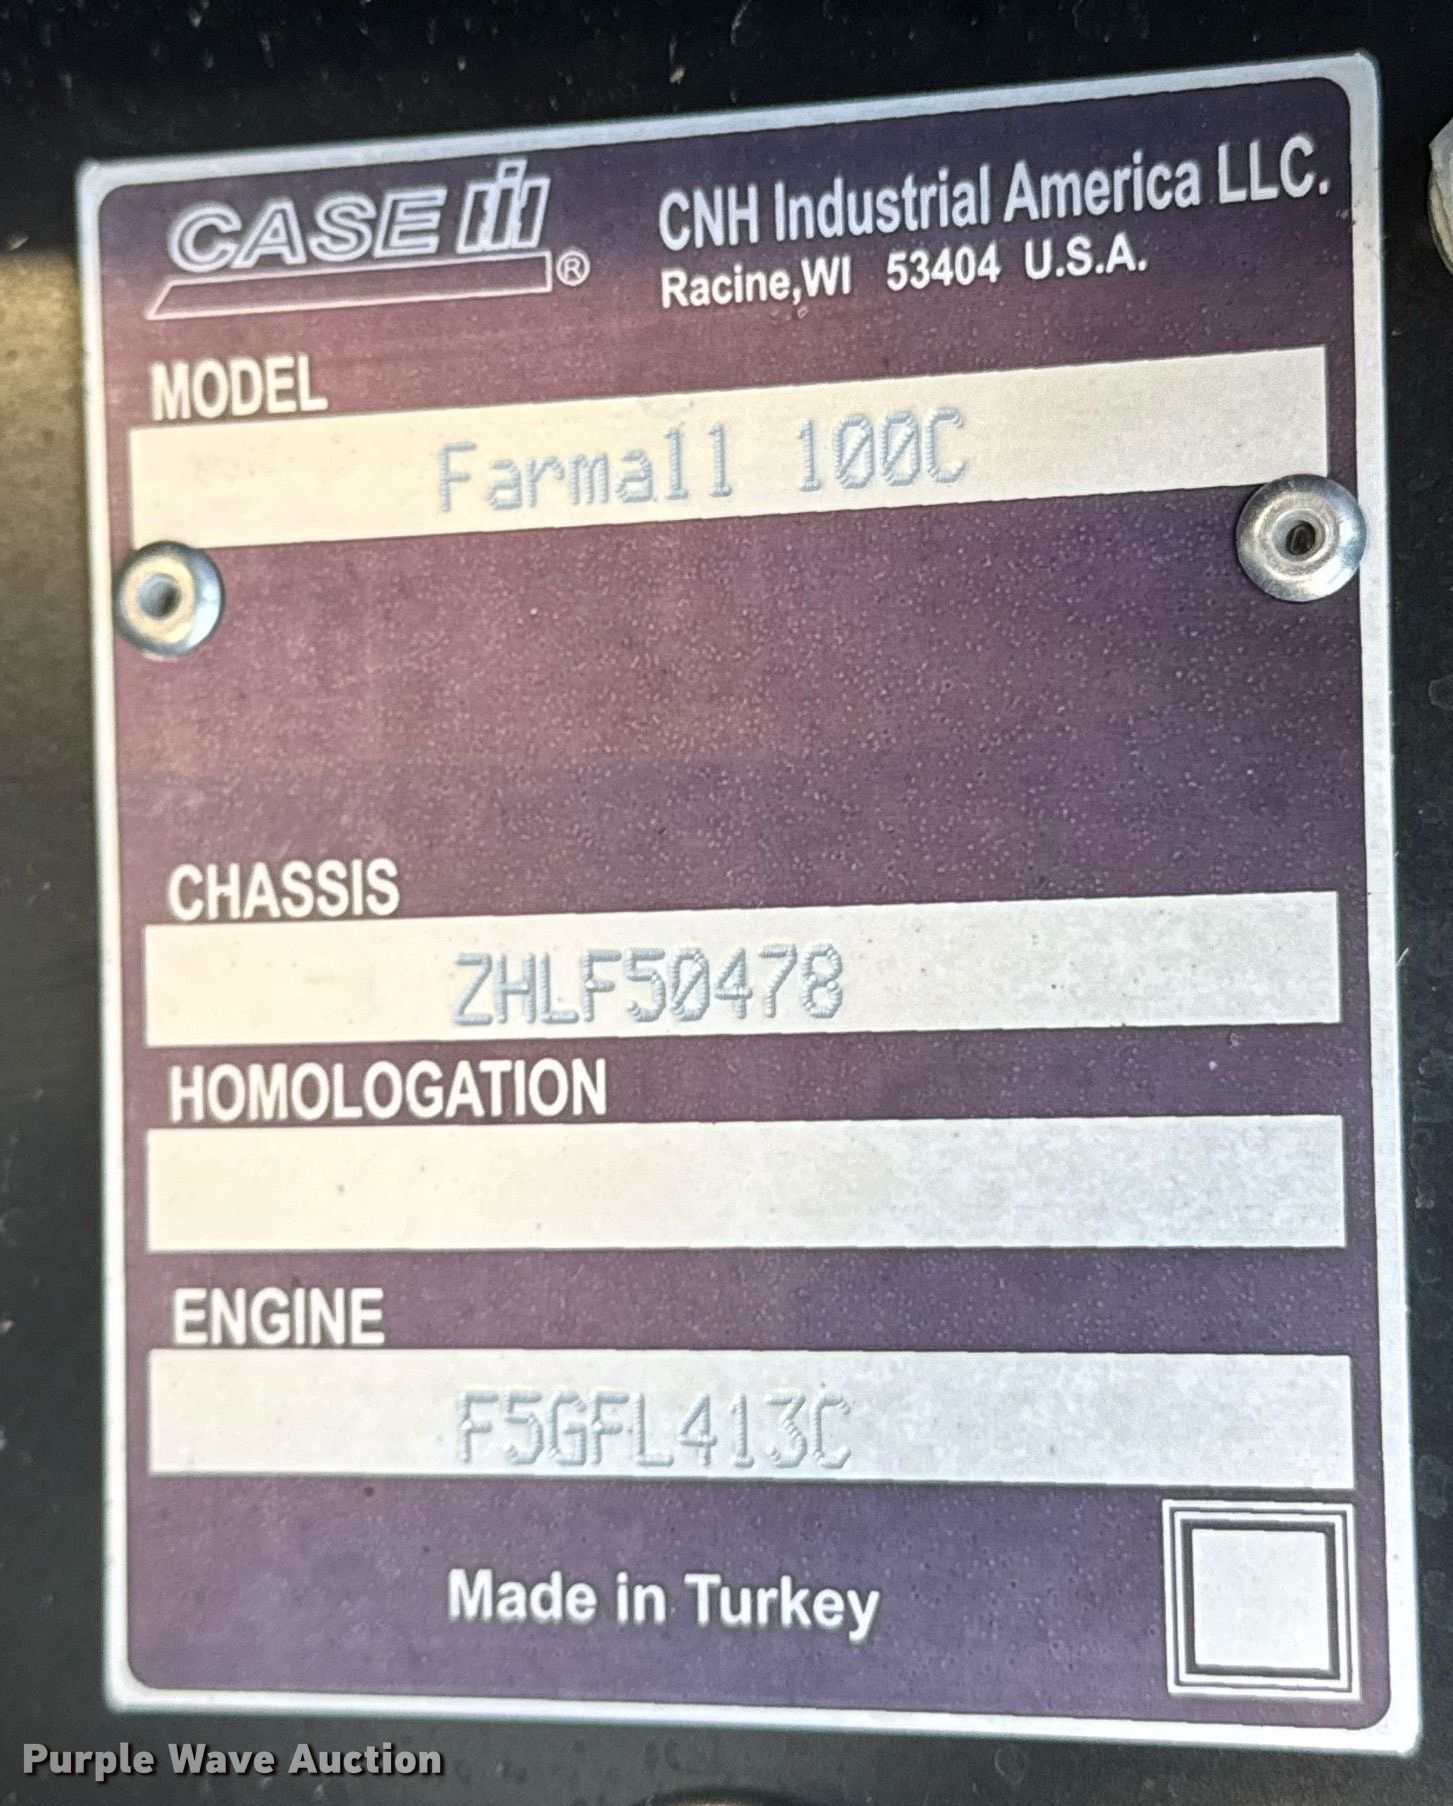 CASE IH ®
CNH Industrial America LLC.
Racine,WI 53404 U.S.A.
MODEL
Farmall 100C
CHASSIS
ZHLF50478
HOMOLOGATION
ENGINE
F5GFL413C
Made in Turkey
Purple Wave Auction